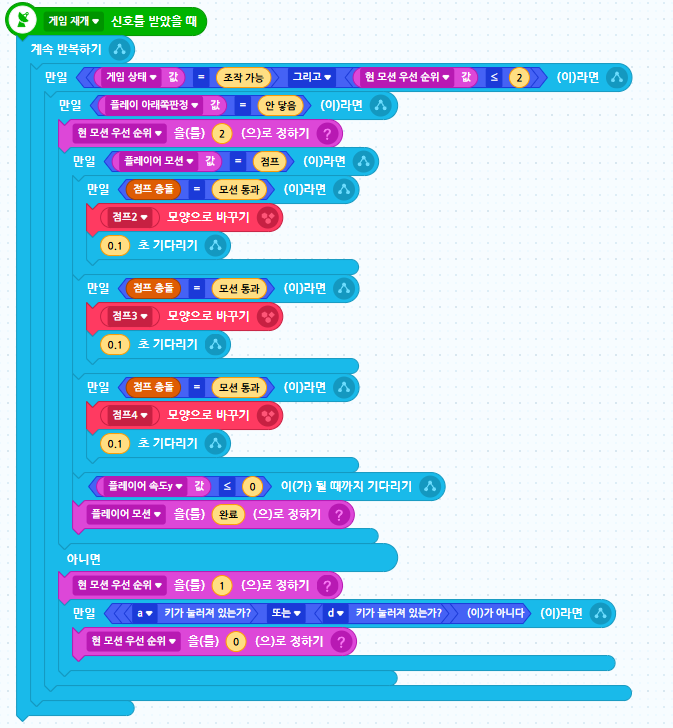 게임 재개 ▼ 신호를 받았을 때
계속 반복하기
만일 게임 상태 ▼ 값 = 조작 가능 그리고 ▼ 현 모션 우선 순위 ▼ 값 ≤ 2 (이)라면
만일 플레이 아래쪽판정 ▼ 값 = 안 닿음 (이)라면
현 모션 우선 순위 ▼ 을(를) 2 (으)로 정하기 ?
만일 플레이어 모션 ▼ 값 = 점프 (이)라면
만일 점프 충돌 = 모션 통과 (이)라면
점프2 ▼ 모양으로 바꾸기
0.1 초 기다리기
만일 점프 충돌 = 모션 통과 (이)라면
점프3 ▼ 모양으로 바꾸기
0.1 초 기다리기
만일 점프 충돌 = 모션 통과 (이)라면
점프4 ▼ 모양으로 바꾸기
0.1 초 기다리기
플레이어 속도y ▼ 값 ≤ 0 이(가) 될 때까지 기다리기
플레이어 모션 ▼ 을(를) 완료 (으)로 정하기 ?
아니면
현 모션 우선 순위 ▼ 을(를) 1 (으)로 정하기 ?
만일 a ▼ 키가 눌러져 있는가? 또는 ▼ d ▼ 키가 눌러져 있는가? (이)가 아니다 (이)라면
현 모션 우선 순위 ▼ 을(를) 0 (으)로 정하기 ?